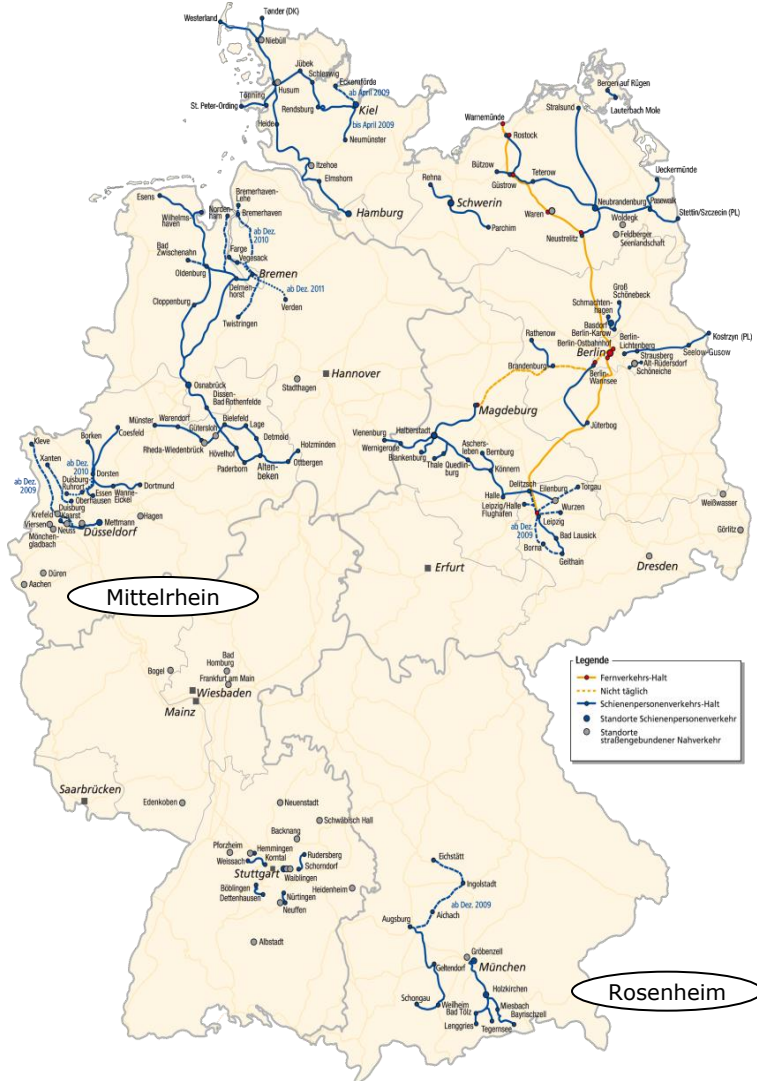 Tønder (DK)
Westerland
Niebüll
Jübek
Schleswig
Eckernförde
ab April 2009
Husum
Tönning
St. Peter-Ording
Rendsburg
Kiel
Heide
bis April 2009
Neumünster
Itzehoe
Elmshorn
Hamburg
Bergen auf Rügen
Lauterbach Mole
Stralsund
Warnemünde
Rostock
Bützow
Güstrow
Teterow
Ueckermünde
Rehna
Schwerin
Parchim
Waren
Neubrandenburg
Pasewalk
Woldegk
Stettin/Szczecin (PL)
Feldberger
Seenlandschaft
Neustrelitz
Esens
Wilhelms-
haven
Norden-
ham
Bremerhaven-
Lehe
Bremerhaven
ab Dez.
2010
Bad
Zwischenahn
Farge
Vegesack
Oldenburg
Bremen
Delmen-
horst
ab Dez. 2011
Verden
Cloppenburg
Twistringen
Groß
Schönebeck
Schmachten-
hagen
Basdorf
Berlin-Karow
Berlin-Ostbahnhof
Berlin-
Lichtenberg
Kostrzyn (PL)
Berlin
Strausberg
Seelow-Gusow
Alt-Rüdersdorf
Schöneiche
Rathenow
Brandenburg
Berlin-
Wannsee
Osnabrück
Stadthagen
Hannover
Dissen-
Bad Rothenfelde
Magdeburg
Jüterbog
Kleve
Xanten
Borken
Coesfeld
Münster
Warendorf
Gütersloh
Bielefeld
Lage
Detmold
Holzminden
Rheda-Wiedenbrück
Hövelhof
Paderborn
Alten-
beken
Ottbergen
Vienenburg
Halberstadt
Wernigerode
Blankenburg
Thale
Quedlin-
burg
Aschers-
leben
Bernburg
Könnern
ab Dez.
2009
ab Dez.
2010
Dorsten
Duisburg-
Ruhrort
Oberhausen
Essen
Wanne-
Eickel
Dortmund
Duisburg
Krefeld
Kaarst
Viersen
Neuss
Mettmann
Hagen
Mönchen-
gladbach
Düsseldorf
Delitzsch
Eilenburg
Torgau
Halle
Leipzig/Halle
Flughafen
Wurzen
Leipzig
ab Dez.
2009
Bad Lausick
Borna
Geithain
Weißwasser
Görlitz
Dresden
Düren
Aachen
Erfurt
Mittelrhein
Bogel
Bad
Homburg
Frankfurt am Main
Wiesbaden
Mainz
Legende
Fernverkehrs-Halt
Nicht täglich
Schienenpersonenverkehrs-Halt
Standorte Schienenpersonenverkehr
Standorte
straßengebundener Nahverkehr
Saarbrücken
Edenkoben
Neuenstadt
Schwäbisch Hall
Backnang
Pforzheim
Hemmingen
Weissach
Korntal
Rudersberg
Schorndorf
Stuttgart
Waiblingen
Böblingen
Dettenhausen
Nürtingen
Neuffen
Heidenheim
Albstadt
Eichstätt
Ingolstadt
ab Dez. 2009
Aichach
Augsburg
Gröbenzell
München
Geltendorf
Holzkirchen
Schongau
Weilheim
Bad Tölz
Miesbach
Bayrischzell
Lenggries
Tegernsee
Rosenheim